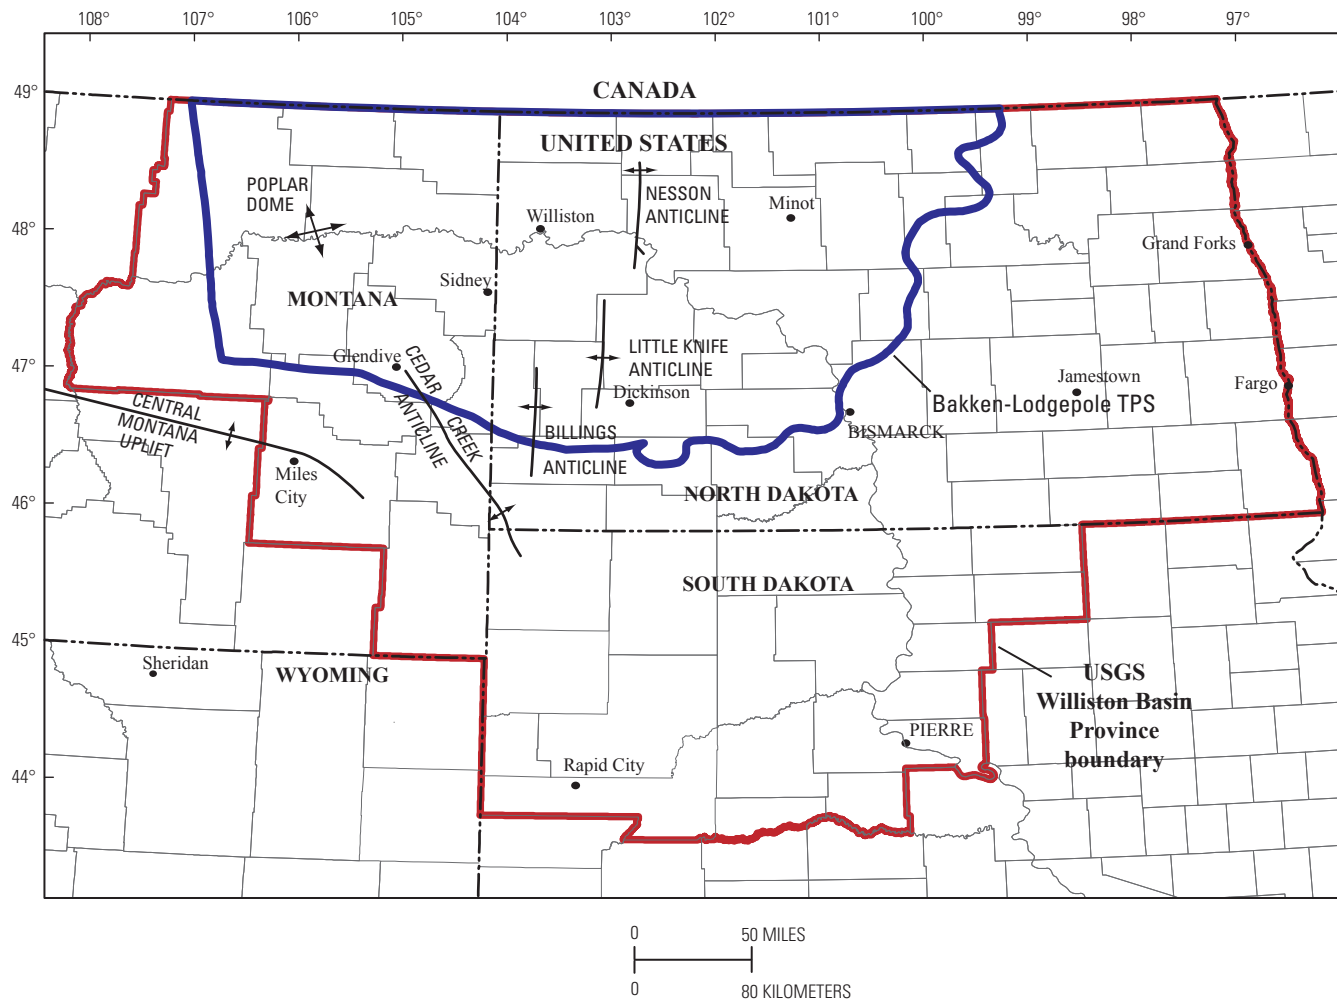 108° 107° 106° 105° 104° 103° 102° 101° 100° 99° 98° 97°
49°
48°
47°
46°
45°
44°
CANADA
UNITED STATES
POPLAR
DOME
NESSON
ANTICLINE
Williston
Minot
Grand Forks
Sidney
MONTANA
Glendive
CEDAR CREEK
ANTICLINE
LITTLE KNIFE
ANTICLINE
Dickinson
Jamestown
Fargo
Bakken-Lodgepole TPS
BISMARCK
CENTRAL
MONTANA
UPLIFT
BILLINGS
ANTICLINE
Miles
City
NORTH DAKOTA
SOUTH DAKOTA
Sheridan
WYOMING
USGS
Williston Basin
Province
boundary
PIERRE
Rapid City
0 50 MILES
0 80 KILOMETERS